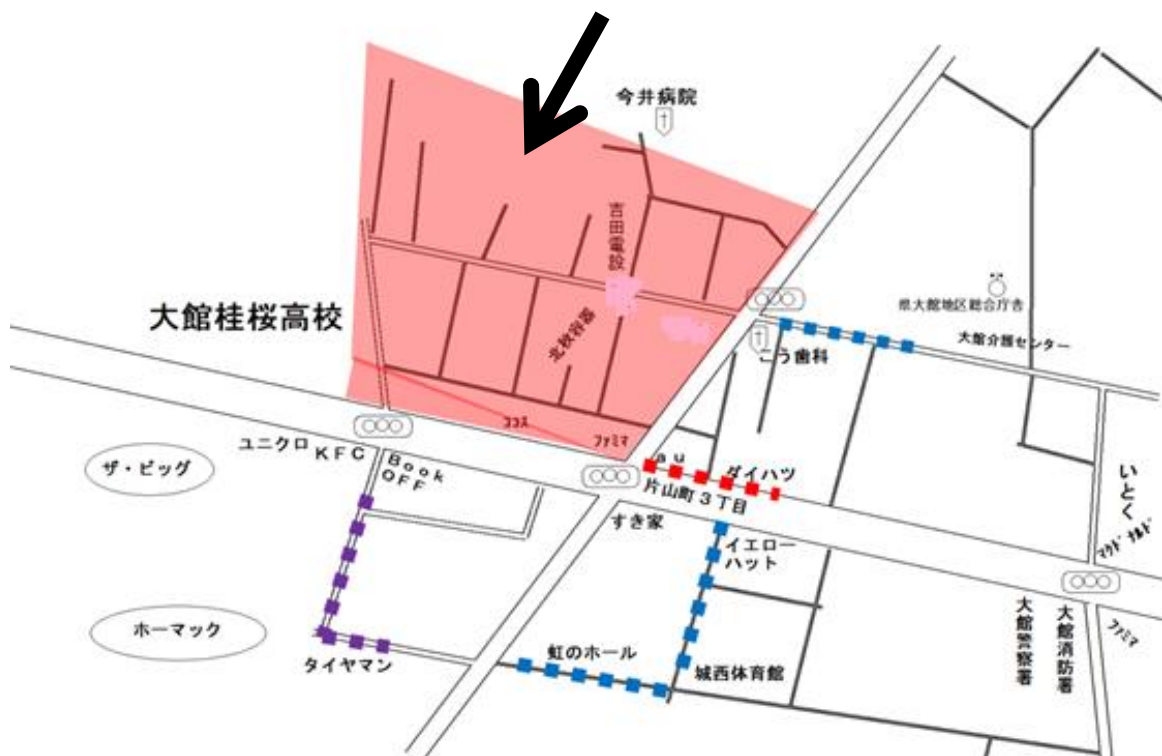 今井病院
吉田電設
県大館地区総合庁舎
大館桂桜高校
北秋容器
こう歯科
大館介護センター
ココス
ファミマ
ユニクロ
KFC
Book
OFF
ザ・ビッグ
au
ダイハツ
片山町3丁目
すき家
イエロー
ハット
いとく
マクドナルド
ホーマック
タイヤマン
虹のホール
城西体育館
大館警察署
大館消防署
ファミマ